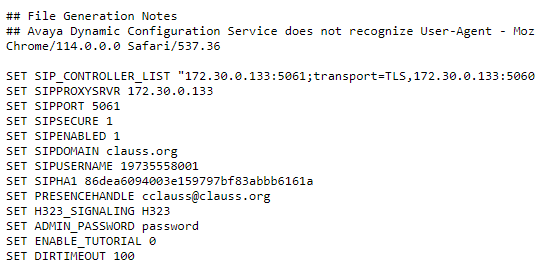 ## File Generation Notes
## Avaya Dynamic Configuration Service does not recognize User-Agent - Moz
Chrome/114.0.0.0 Safari/537.36
SET SIP_CONTROLLER_LIST "172.30.0.133:5061;transport=TLS,172.30.0.133:5060
SET SIPPROXYSRVR 172.30.0.133
SET SIPPORT 5061
SET SIPSECURE 1
SET SIPENABLED 1
SET SIPDOMAIN clauss.org
SET SIPUSERNAME 19735558001
SET SIPHA1 86dea6094003e159797bf83abbb6161a
SET PRESENCEHANDLE cclauss@clauss.org
SET H323_SIGNALING H323
SET ADMIN_PASSWORD password
SET ENABLE_TUTORIAL 0
SET DIRTIMEOUT 100